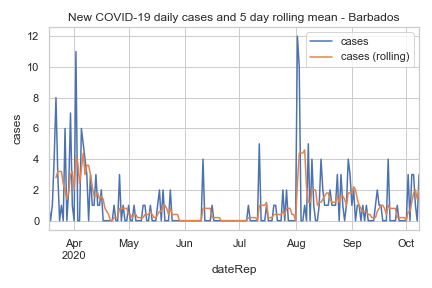 New COVID-19 daily cases and 5 day rolling mean - Barbados
cases
cases (rolling)
12
10
8
6
4
2
0
cases
Apr
2020
May
Jun
Jul
Aug
Sep
Oct
dateRep